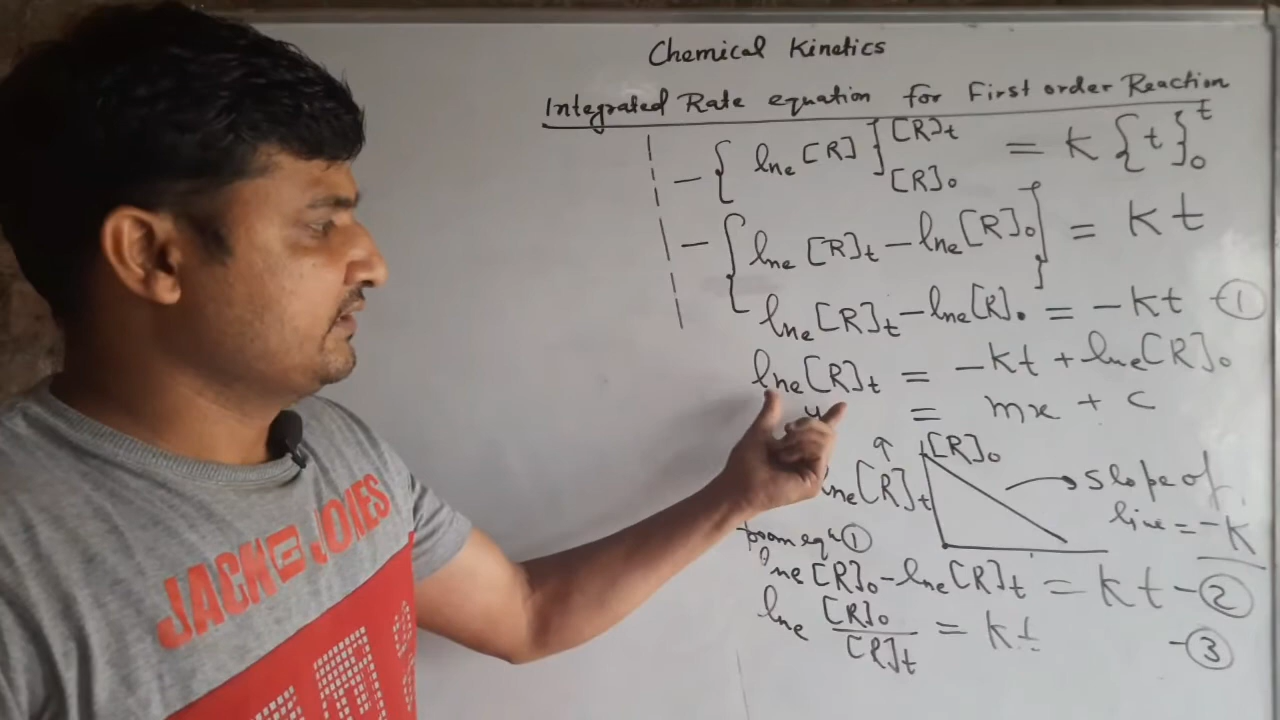 Chemical Kinetics
Integrated Rate equation for First order Reaction
- { lne [R] }[R]t [R]0 = K { t }t 0
- { lne [R]t - lne [R]0 } = Kt
lne [R]t - lne [R]0 = -Kt - ①
lne [R]t = -Kt + lne [R]0
y = mx + c
[R]0
lne [R]t
slope of
line = -K
from eqn ①
lne [R]0 - lne [R]t = Kt - ②
lne [R]0/[R]t = Kt - ③
JACK JONES